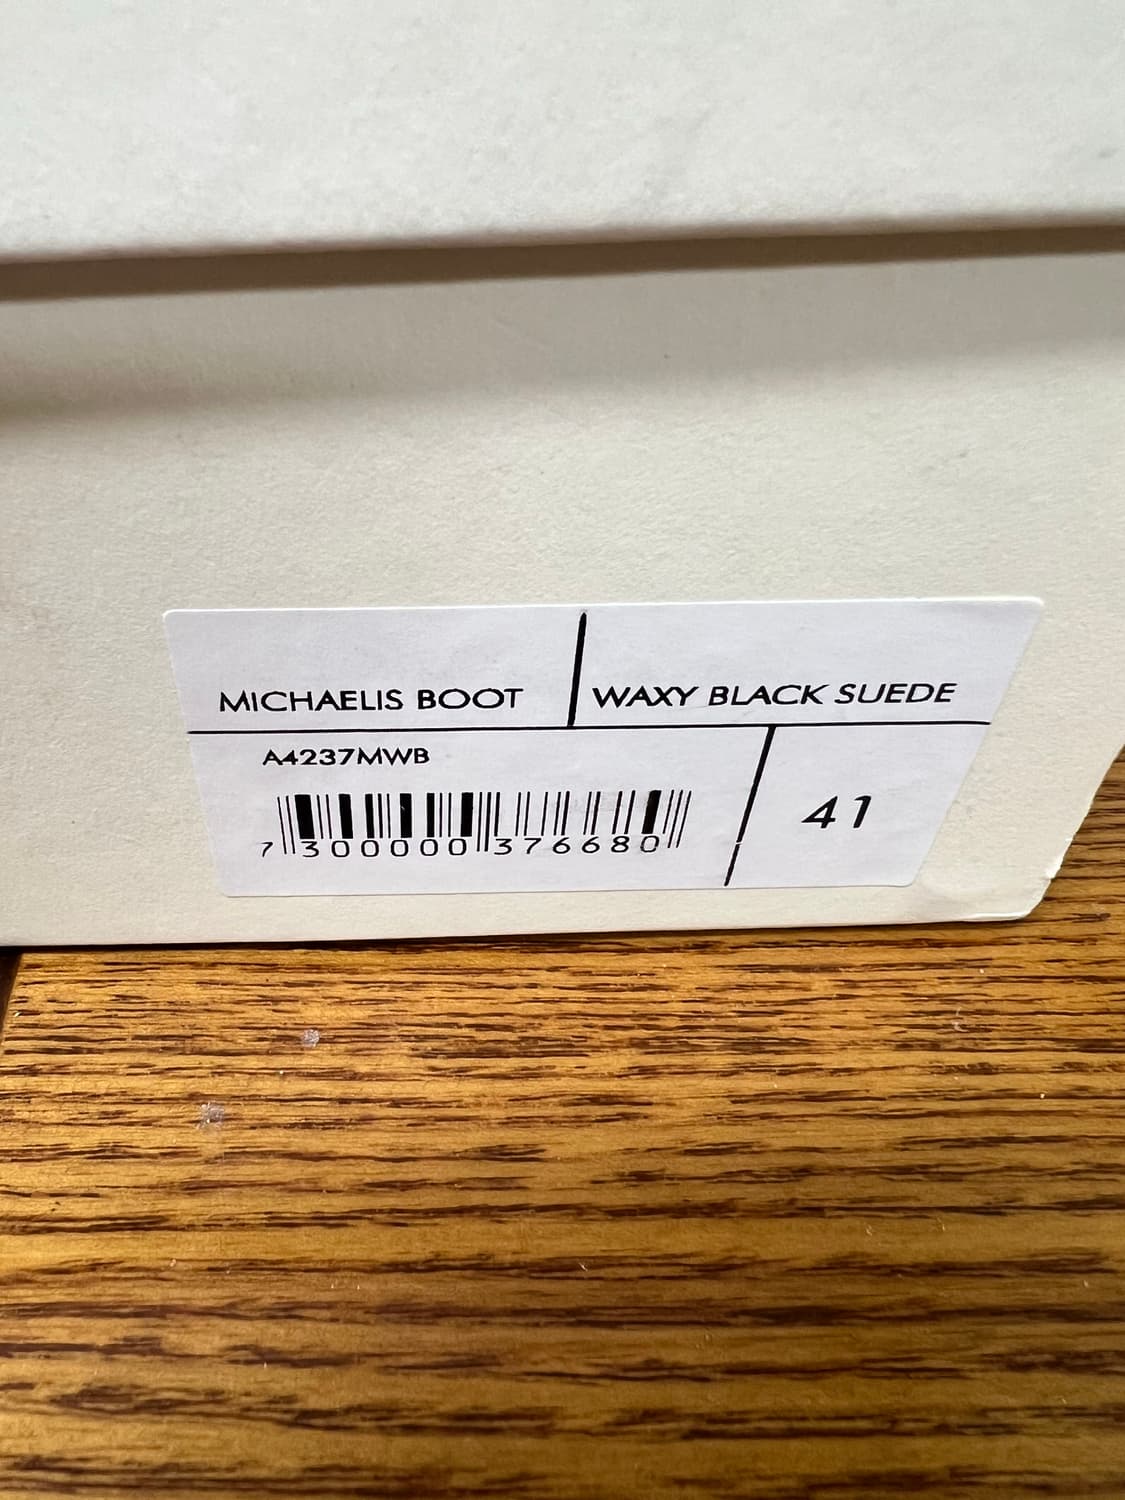 MICHAELIS BOOT
WAXY BLACK SUEDE
A4237MWB
7 300000 376680
41